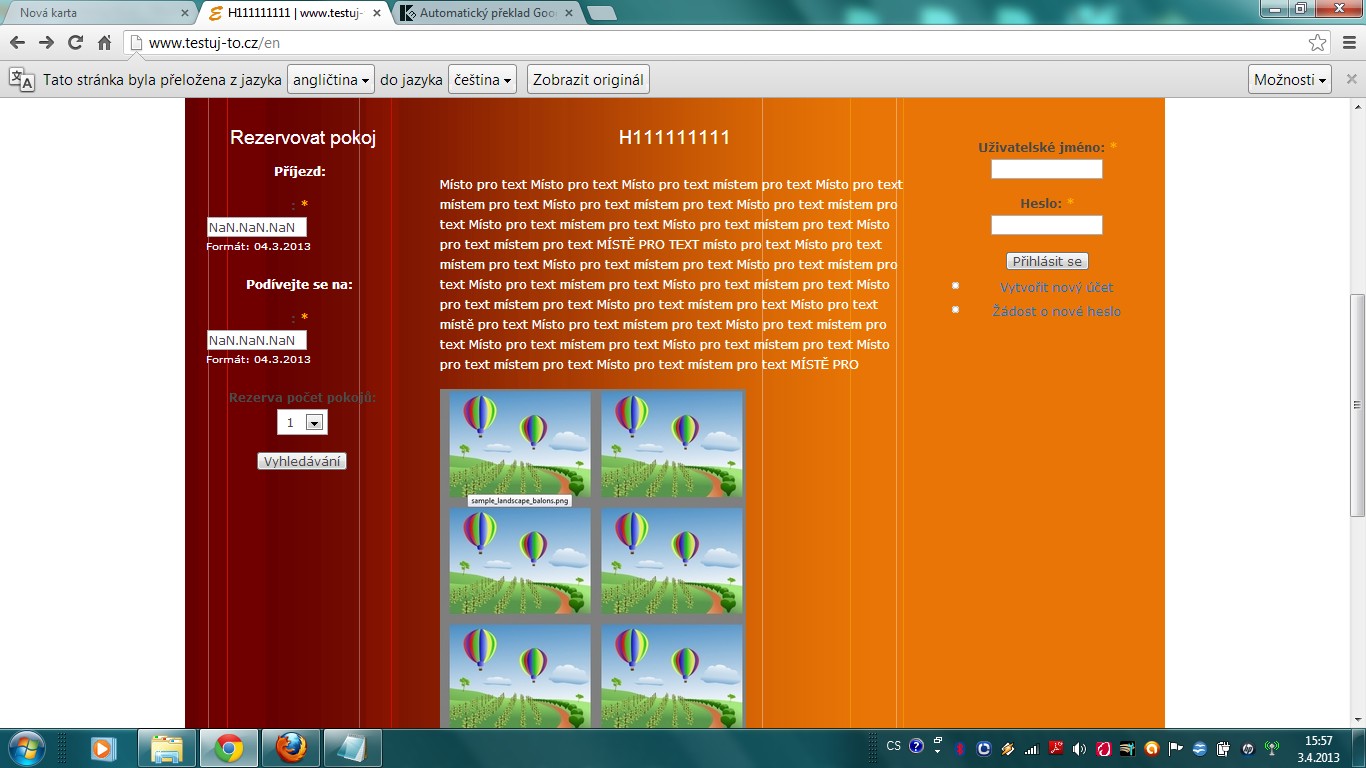 Nová karta
H111111111 | www.testuj-
Automatický překlad Goo
www.testuj-to.cz/en
Tato stránka byla přeložena z jazyka angličtina do jazyka čeština Zobrazit originál Možnosti
Rezervovat pokoj
Příjezd:
: *
NaN.NaN.NaN
Formát: 04.3.2013
Podívejte se na:
: *
NaN.NaN.NaN
Formát: 04.3.2013
Rezerva počet pokojů:
1
Vyhledávání
H111111111
Místo pro text Místo pro text Místo pro text místem pro text Místo pro text
místem pro text Místo pro text místem pro text Místo pro text místem pro
text Místo pro text místem pro text Místo pro text místem pro text Místo
pro text místem pro text MÍSTĚ PRO TEXT místo pro text Místo pro text
místem pro text Místo pro text místem pro text Místo pro text místem pro
text Místo pro text místem pro text Místo pro text místem pro text Místo
pro text místem pro text Místo pro text místem pro text Místo pro text
místě pro text Místo pro text místem pro text Místo pro text místem pro
text Místo pro text místem pro text Místo pro text místem pro text Místo
pro text místem pro text Místo pro text místem pro text MÍSTĚ PRO
sample_landscape_balons.png
Uživatelské jméno: *
Heslo: *
Přihlásit se
Vytvořit nový účet
Žádost o nové heslo
CS
15:57
3.4.2013